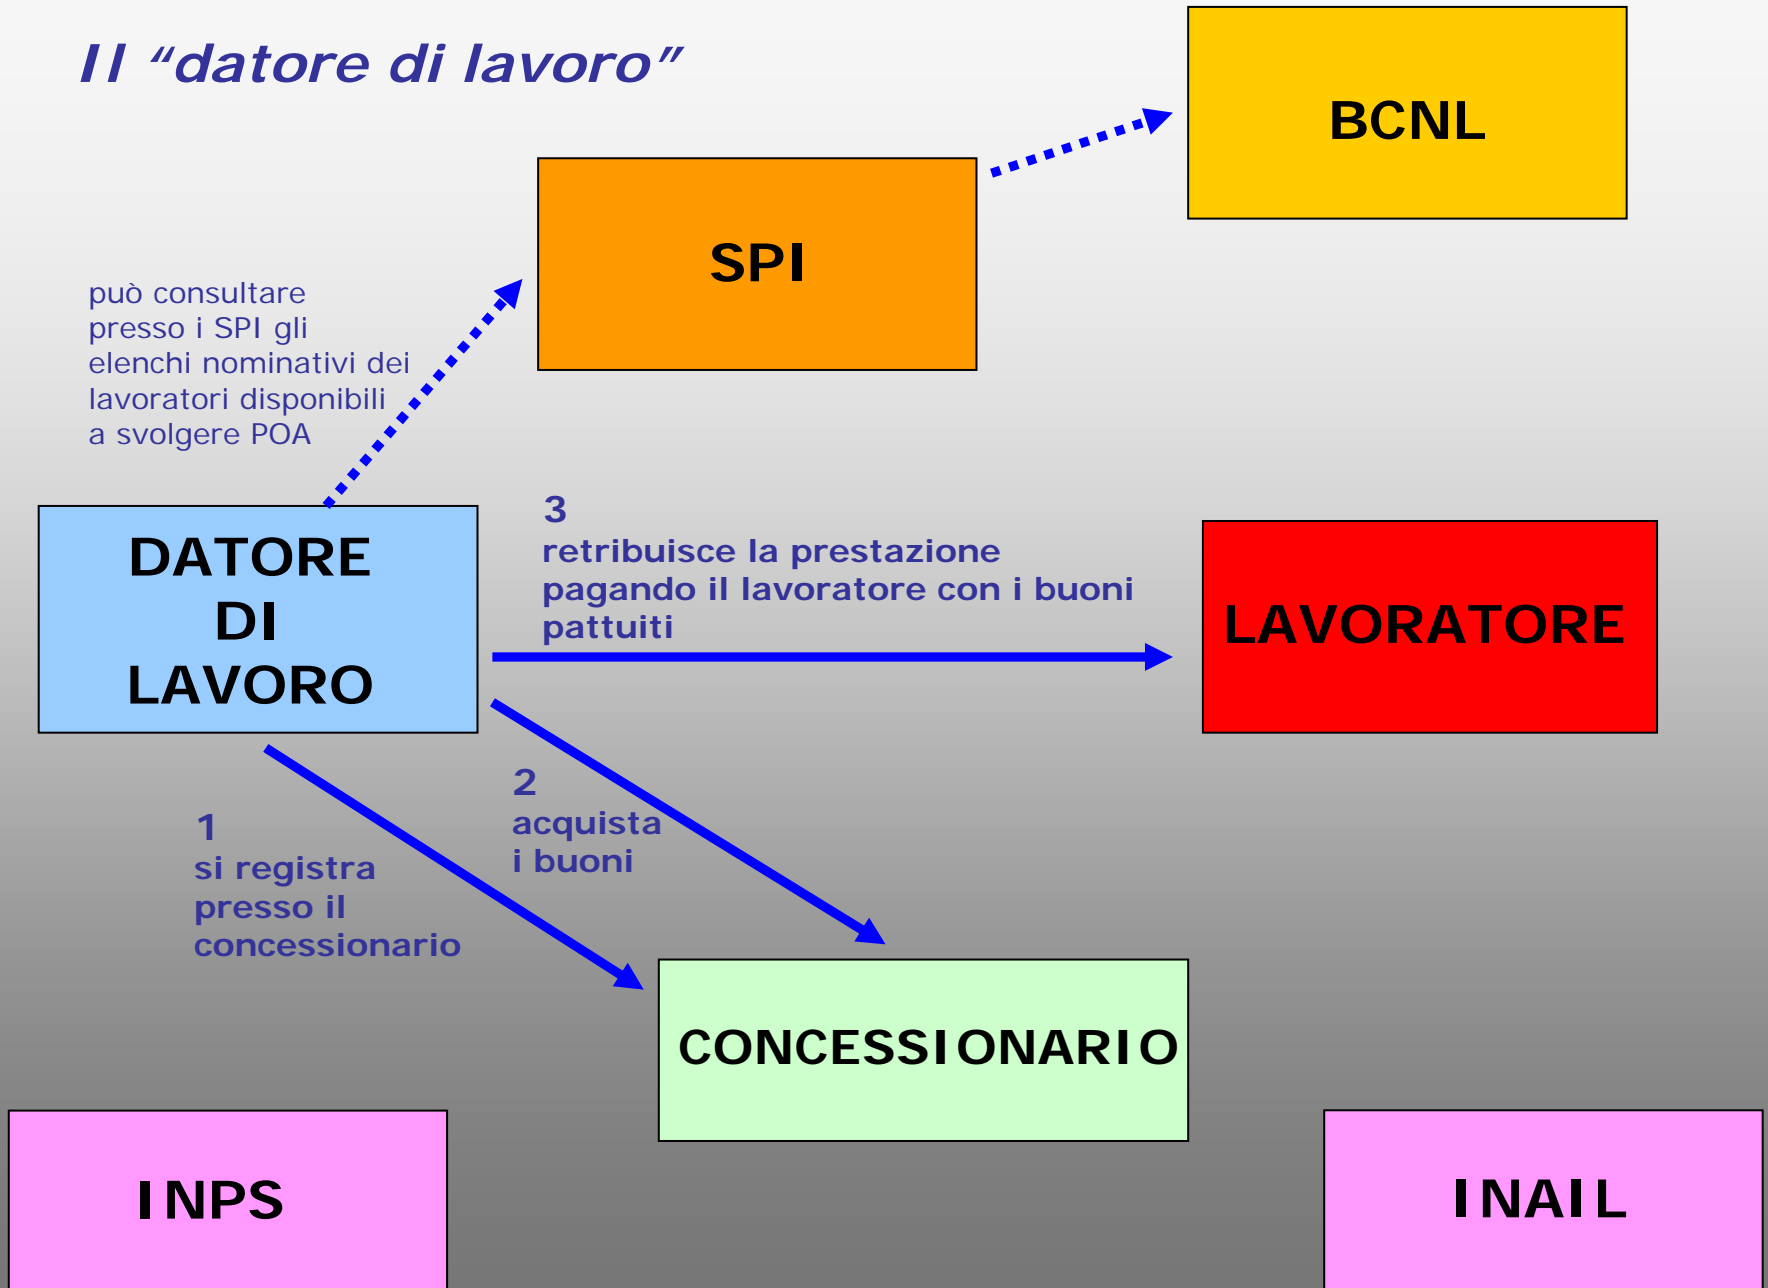 Il “datore di lavoro”
BCNL
SPI
può consultare
presso i SPI gli
elenchi nominativi dei
lavoratori disponibili
a svolgere POA
DATORE
DI
LAVORO
3
retribuisce la prestazione
pagando il lavoratore con i buoni
pattuiti
LAVORATORE
2
acquista
i buoni
1
si registra
presso il
concessionario
CONCESSIONARIO
INPS
INAIL